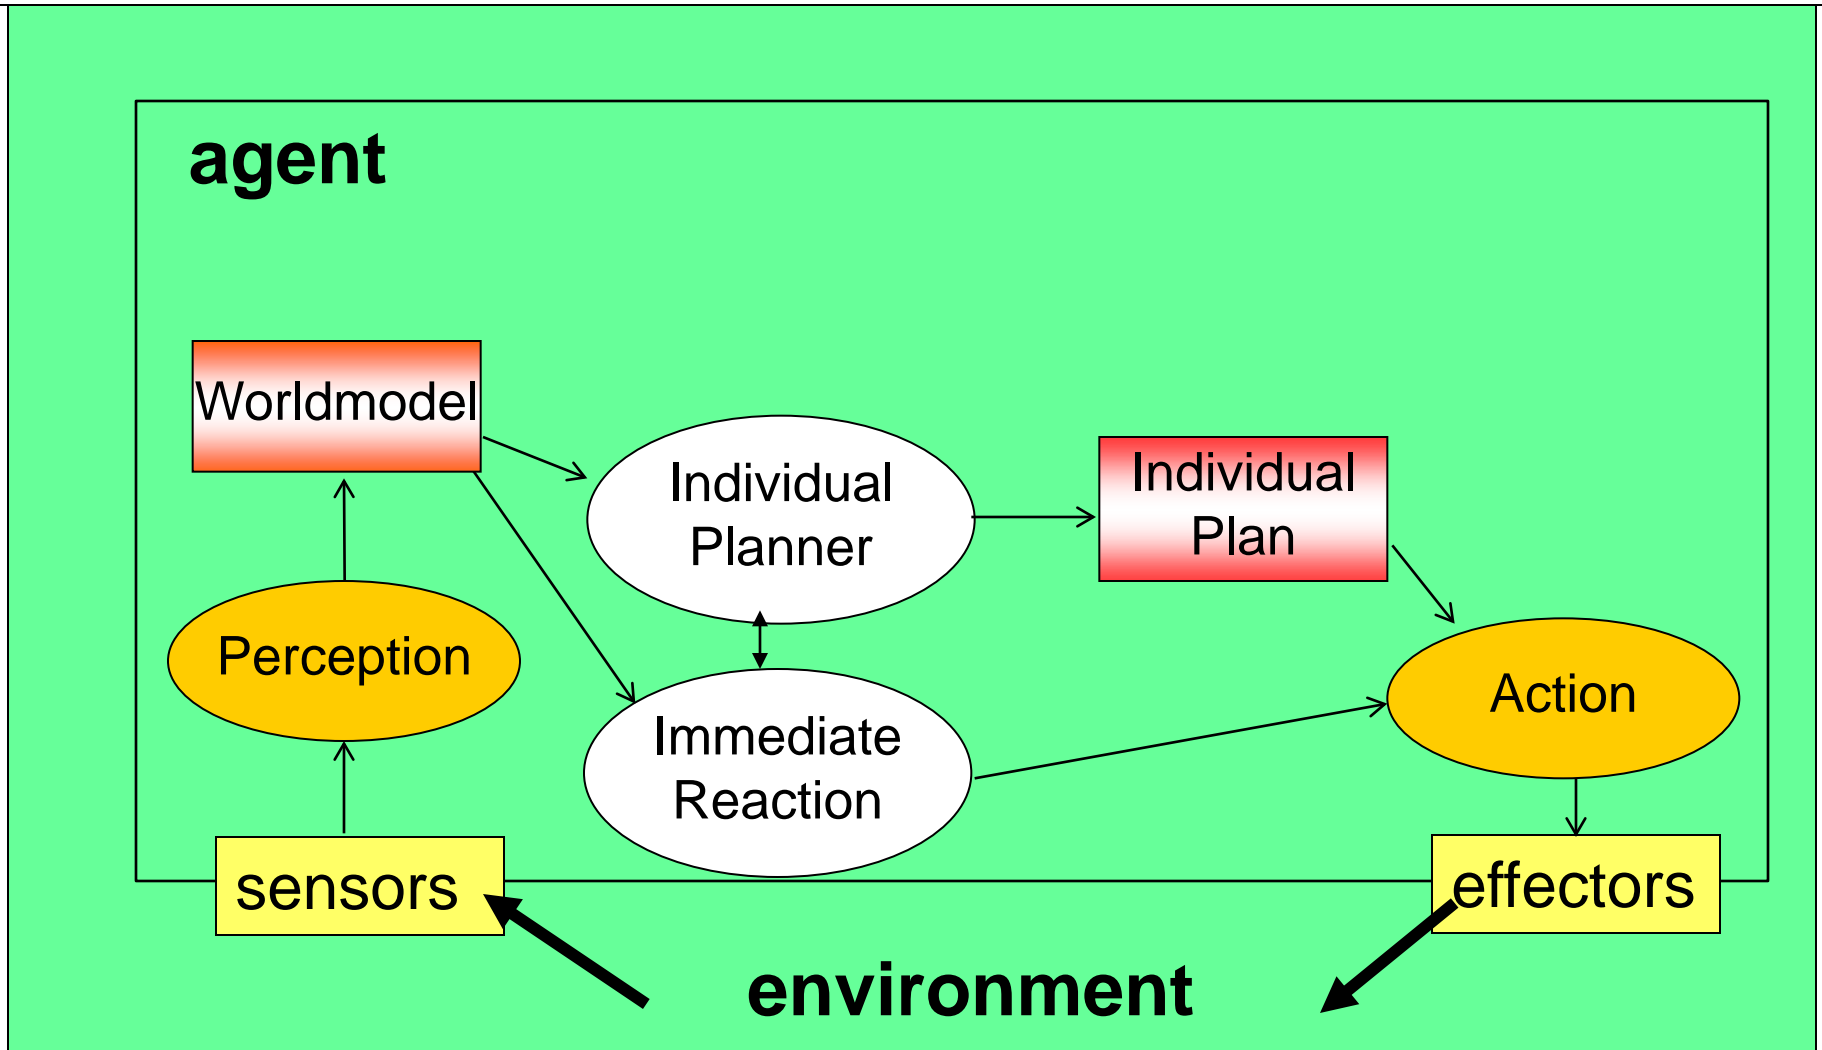 agent
Worldmodel
Individual
Planner
Individual
Plan
Perception
Immediate
Reaction
Action
sensors
effectors
environment